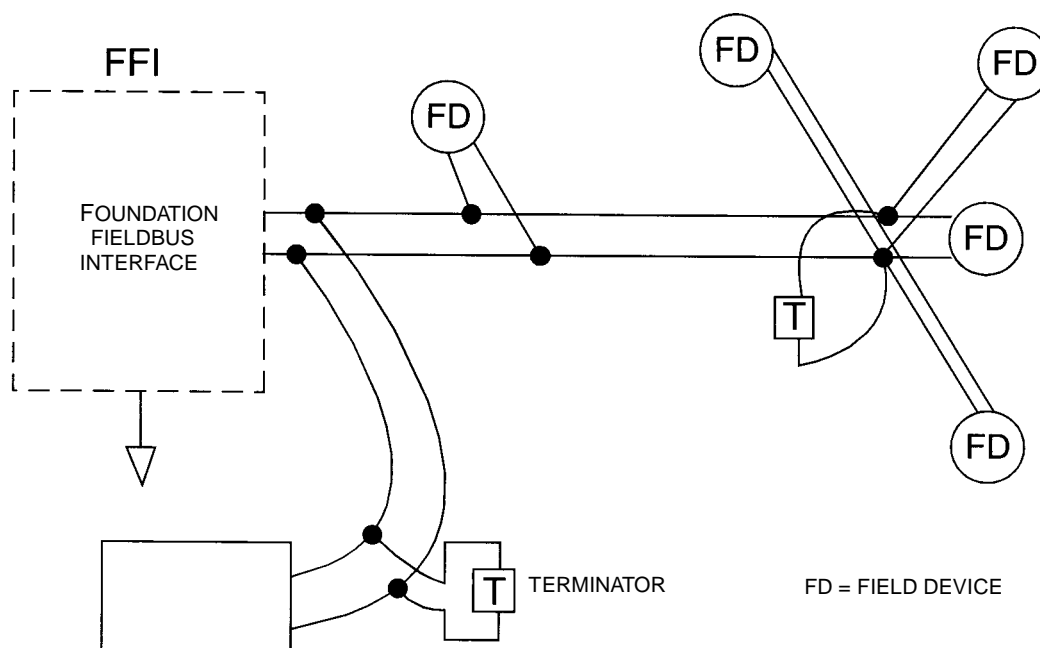 FFI
FOUNDATION
FIELDBUS
INTERFACE
FD
FD
FD
FD
FD
T
T
TERMINATOR
FD = FIELD DEVICE